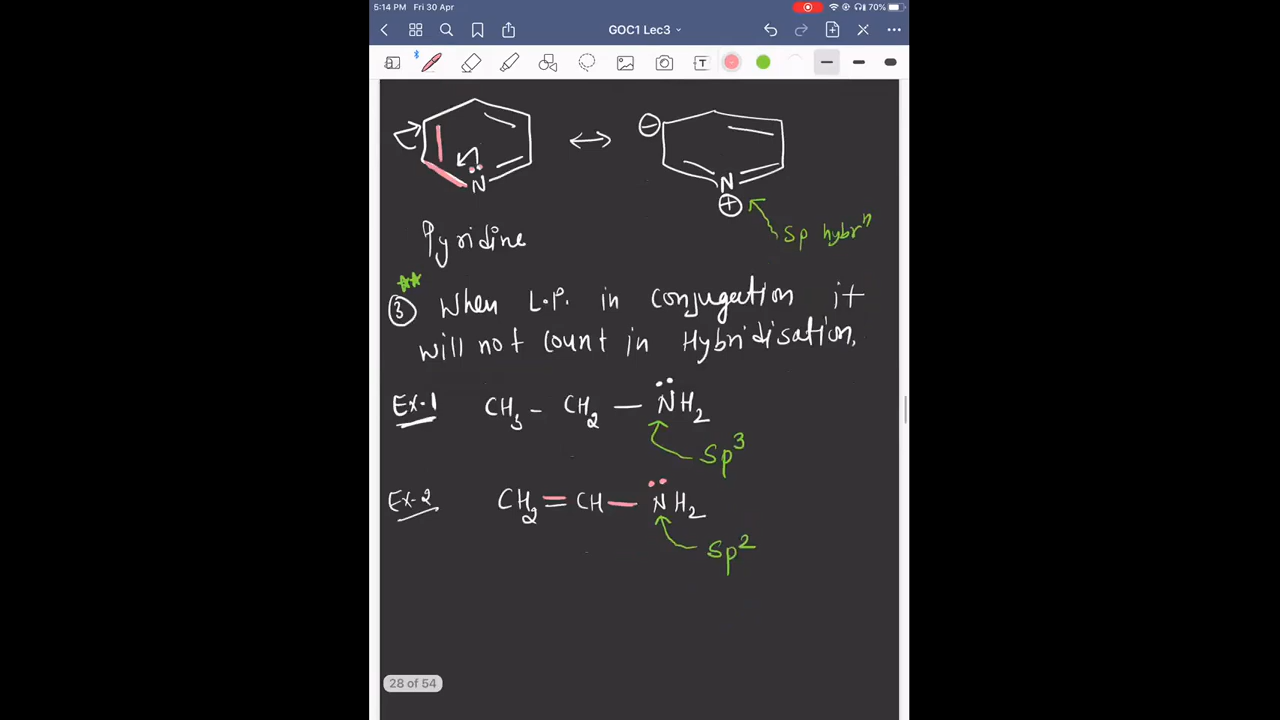 5:14 PM Fri 30 Apr 70%
GOC1 Lec3
T
N ⊖ N ⊕
Sp hybrⁿ
Pyridine
③ When L.P. in conjugation it
will not count in Hybridisation.
Ex-1 CH₃ - CH₂ — N̈H₂
Sp³
Ex-2 CH₂ = CH — N̈H₂
Sp²
28 of 54